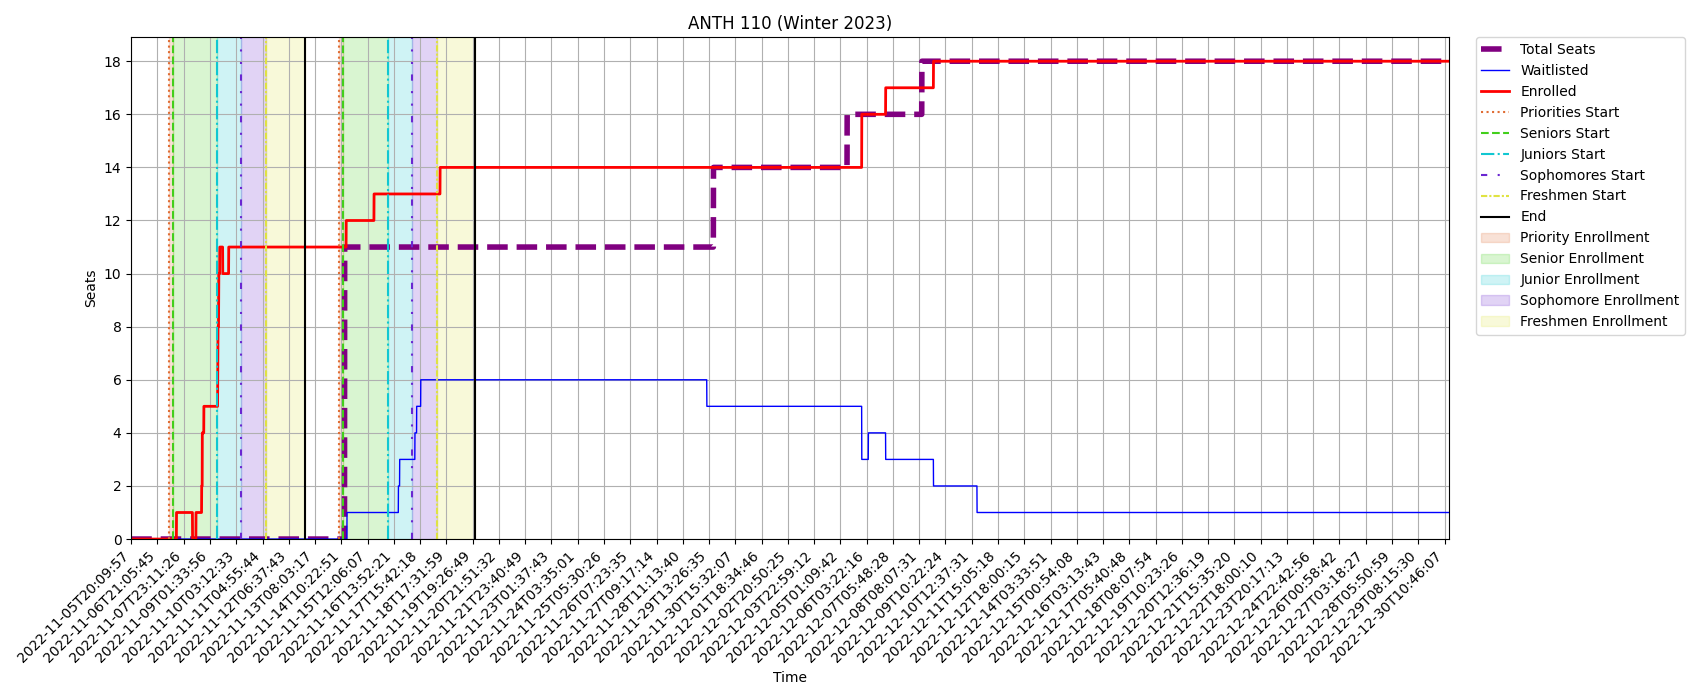 ANTH 110 (Winter 2023)
Seats
18
16
14
12
10
8
6
4
2
0
2022-11-05T20:09:57
2022-11-06T21:05:45
2022-11-07T23:11:26
2022-11-09T01:33:56
2022-11-10T03:12:33
2022-11-11T04:55:44
2022-11-12T06:37:43
2022-11-13T08:03:17
2022-11-14T10:22:51
2022-11-15T12:06:07
2022-11-16T13:52:21
2022-11-17T15:42:18
2022-11-18T17:31:59
2022-11-19T19:26:49
2022-11-20T21:51:32
2022-11-21T23:40:49
2022-11-23T01:37:43
2022-11-24T03:35:01
2022-11-25T05:30:26
2022-11-26T07:23:35
2022-11-27T09:17:14
2022-11-28T11:13:40
2022-11-29T13:26:35
2022-11-30T15:32:07
2022-12-01T18:34:46
2022-12-02T20:50:25
2022-12-03T22:59:12
2022-12-05T01:09:42
2022-12-06T03:22:16
2022-12-07T05:48:28
2022-12-08T08:07:31
2022-12-09T10:22:24
2022-12-10T12:37:31
2022-12-11T15:05:18
2022-12-12T18:00:15
2022-12-14T03:33:51
2022-12-15T00:54:08
2022-12-16T03:13:43
2022-12-17T05:40:48
2022-12-18T08:07:54
2022-12-19T10:23:26
2022-12-20T12:36:19
2022-12-21T15:35:20
2022-12-22T18:00:10
2022-12-23T20:17:13
2022-12-24T22:42:56
2022-12-26T00:58:42
2022-12-27T03:18:27
2022-12-28T05:50:59
2022-12-29T08:15:30
2022-12-30T10:46:07
Time
Total Seats
Waitlisted
Enrolled
Priorities Start
Seniors Start
Juniors Start
Sophomores Start
Freshmen Start
End
Priority Enrollment
Senior Enrollment
Junior Enrollment
Sophomore Enrollment
Freshmen Enrollment